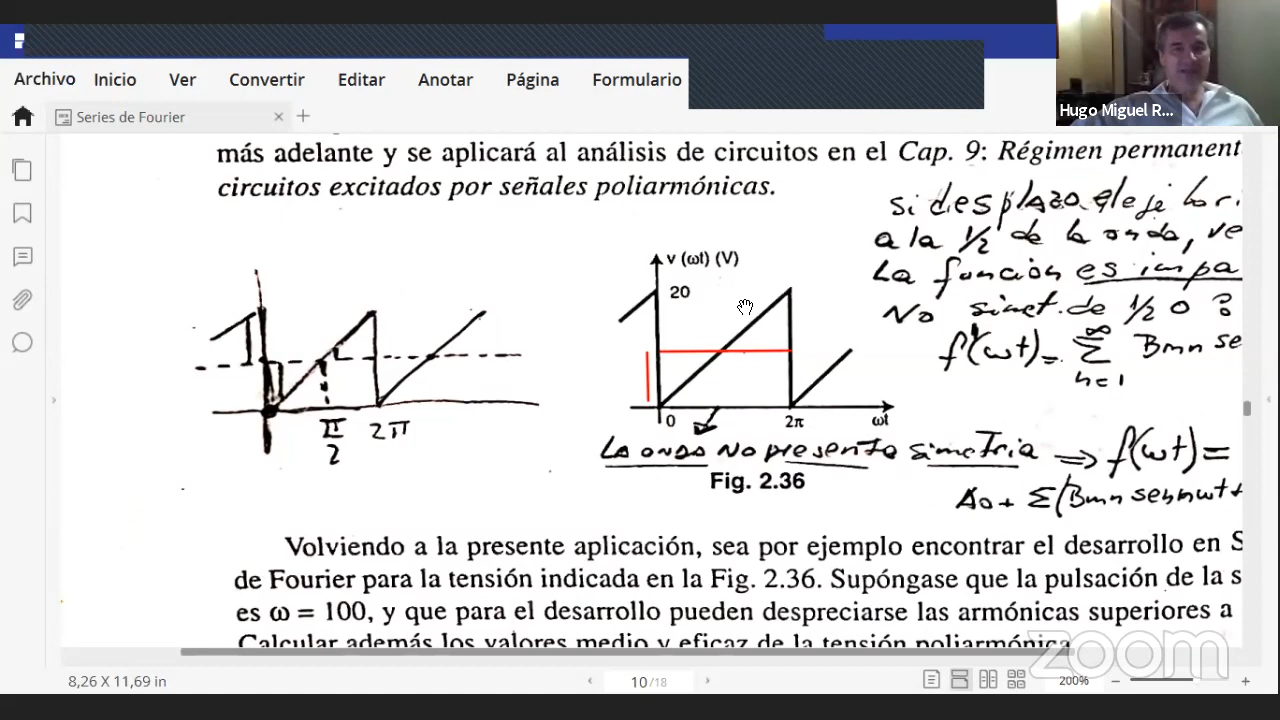 Archivo Inicio Ver Convertir Editar Anotar Página Formulario
Series de Fourier
Hugo Miguel R...
más adelante y se aplicará al análisis de circuitos en el Cap. 9: Régimen permanent
circuitos excitados por señales poliarmónicas.
si desplazo el eje hori
a la 1/2 de la onda, ve
La función es impa
No simet. de 1/2 o
f'(ωt)= ∑ Bmn se
∞
n=1
v (ωt) (V)
20
0
2π
ωt
π/2
2π
La onda No presenta simetria ⇒ f(ωt)=
Ao + Σ(Bmn sen nωt+
Fig. 2.36
Volviendo a la presente aplicación, sea por ejemplo encontrar el desarrollo en S
de Fourier para la tensión indicada en la Fig. 2.36. Supóngase que la pulsación de la s
es ω = 100, y que para el desarrollo pueden despreciarse las armónicas superiores a
Calcular además los valores medio y eficaz de la tensión poliarmónica
zoom
8,26 x 11,69 in
10 /18
200%